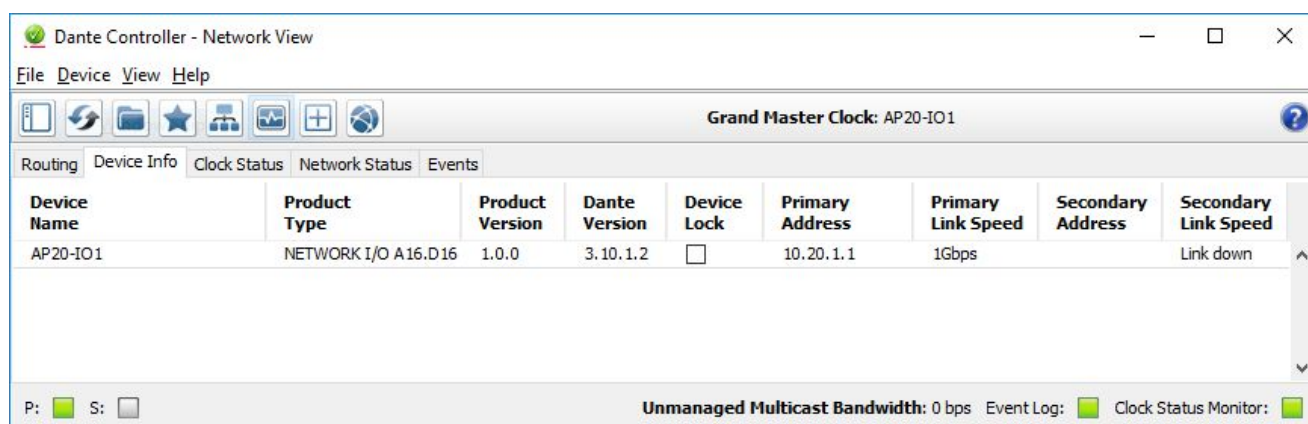 Dante Controller - Network View
File Device View Help
Grand Master Clock: AP20-IO1
Routing Device Info Clock Status Network Status Events
Device Name Product Type Product Version Dante Version Device Lock Primary Address Primary Link Speed Secondary Address Secondary Link Speed
AP20-IO1 NETWORK I/O A16.D16 1.0.0 3.10.1.2 10.20.1.1 1Gbps Link down
P: S: Unmanaged Multicast Bandwidth: 0 bps Event Log: Clock Status Monitor: